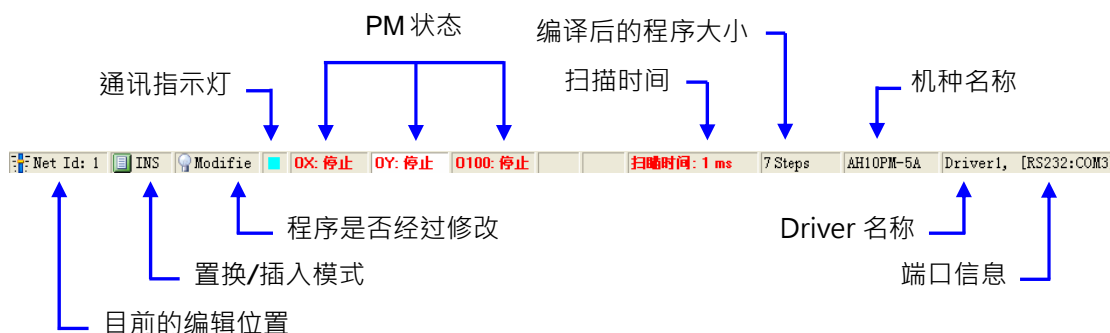 PM 状态
编译后的程序大小
通讯指示灯
扫描时间
机种名称
Net Id: 1 INS Modifie OX: 停止 OY: 停止 O100: 停止 扫瞄时间: 1 ms 7 Steps AH10PM-5A Driver1, [RS232:COM3
程序是否经过修改
Driver 名称
置换/插入模式
端口信息
目前的编辑位置